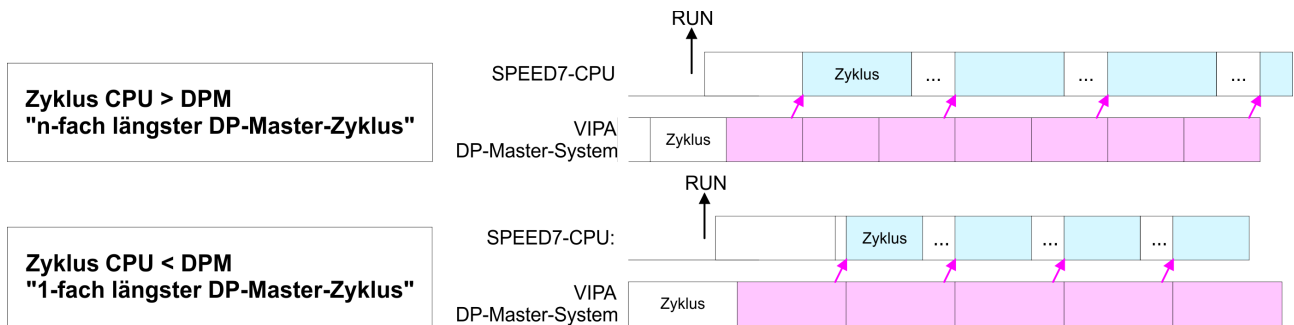 RUN
SPEED7-CPU
Zyklus ... ... ...
Zyklus CPU > DPM
"n-fach längster DP-Master-Zyklus"
VIPA
DP-Master-System
Zyklus
RUN
SPEED7-CPU:
Zyklus ... ... ...
Zyklus CPU < DPM
"1-fach längster DP-Master-Zyklus"
VIPA
DP-Master-System
Zyklus